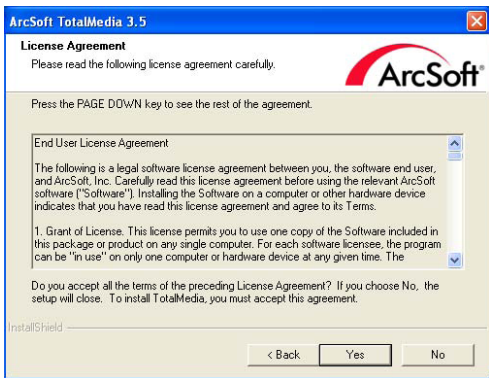 ArcSoft TotalMedia 3.5
License Agreement
Please read the following license agreement carefully.
ArcSoft®
Press the PAGE DOWN key to see the rest of the agreement.
End User License Agreement
The following is a legal software license agreement between you, the software end user,
and ArcSoft, Inc. Carefully read this license agreement before using the relevant ArcSoft
software ("Software"). Installing the Software on a computer or other hardware device
indicates that you have read this license agreement and agree to its Terms.
1. Grant of License. This license permits you to use one copy of the Software included in
this package or product on any single computer. For each software licensee, the program
can be "in use" on only one computer or hardware device at any given time. The
Do you accept all the terms of the preceding License Agreement? If you choose No, the
setup will close. To install TotalMedia, you must accept this agreement.
InstallShield
< Back
Yes
No